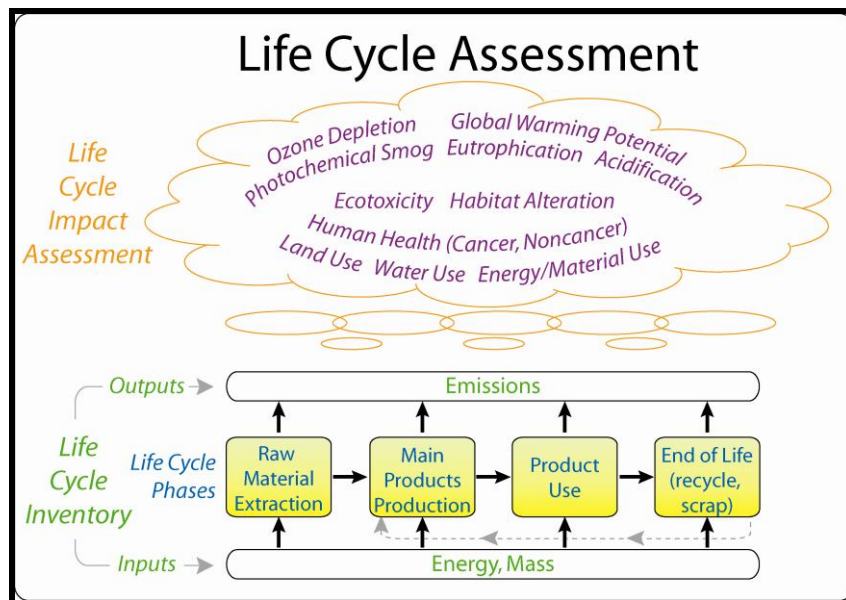 Life Cycle Assessment
Life
Cycle
Impact
Assessment
Ozone Depletion
Global Warming Potential
Photochemical Smog
Eutrophication
Acidification
Ecotoxicity
Habitat Alteration
Human Health (Cancer, Noncancer)
Land Use
Water Use
Energy/Material Use
Outputs
Emissions
Life
Cycle
Inventory
Life Cycle
Phases
Raw
Material
Extraction
Main
Products
Production
Product
Use
End of Life
(recycle,
scrap)
Inputs
Energy, Mass